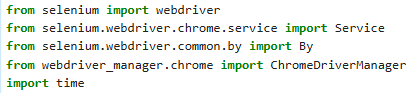 from selenium import webdriver
from selenium.webdriver.chrome.service import Service
from selenium.webdriver.common.by import By
from webdriver_manager.chrome import ChromeDriverManager
import time